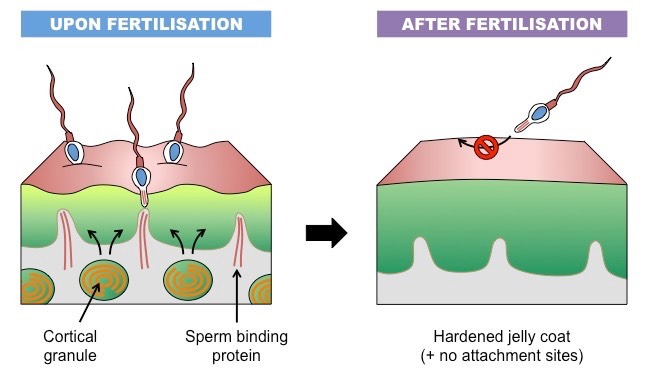 UPON FERTILISATION
AFTER FERTILISATION
Cortical
granule
Sperm binding
protein
Hardened jelly coat
(+ no attachment sites)